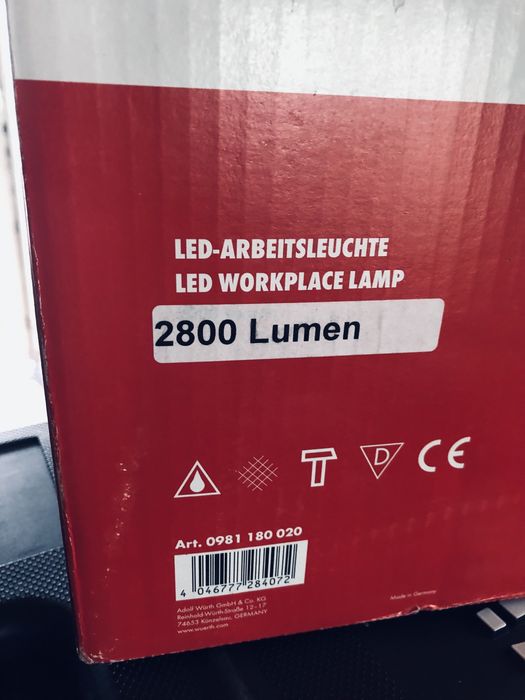 LED-ARBEITSLEUCHTE
LED WORKPLACE LAMP
2800 Lumen
D CE
Art. 0981 180 020
4 046777 284072
Adolf Würth GmbH & Co. KG
Reinhold-Würth-Straße 12 - 17
74653 Künzelsau, GERMANY
www.wuerth.com
Made in Germany